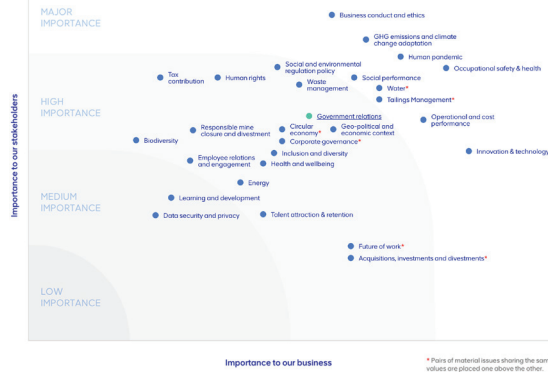 MAJOR
IMPORTANCE
Business conduct and ethics
GHG emissions and climate
change adaptation
Human pandemic
Occupational safety & health
Social and environmental
regulation policy
Tax
contribution
Human rights
Waste
management
Social performance
Water*
Tailings Management*
HIGH
IMPORTANCE
Government relations
Operational and cost
performance
Responsible mine
closure and divestment
Circular
economy*
Geo-political and
economic context
Biodiversity
Corporate governance*
Innovation & technology
Inclusion and diversity
Employee relations
and engagement
Health and wellbeing
Energy
MEDIUM
IMPORTANCE
Learning and development
Data security and privacy
Talent attraction & retention
Future of work*
Acquisitions, investments and divestments*
LOW
IMPORTANCE
Importance to our stakeholders
Importance to our business
* Pairs of material issues sharing the sam
values are placed one above the other.